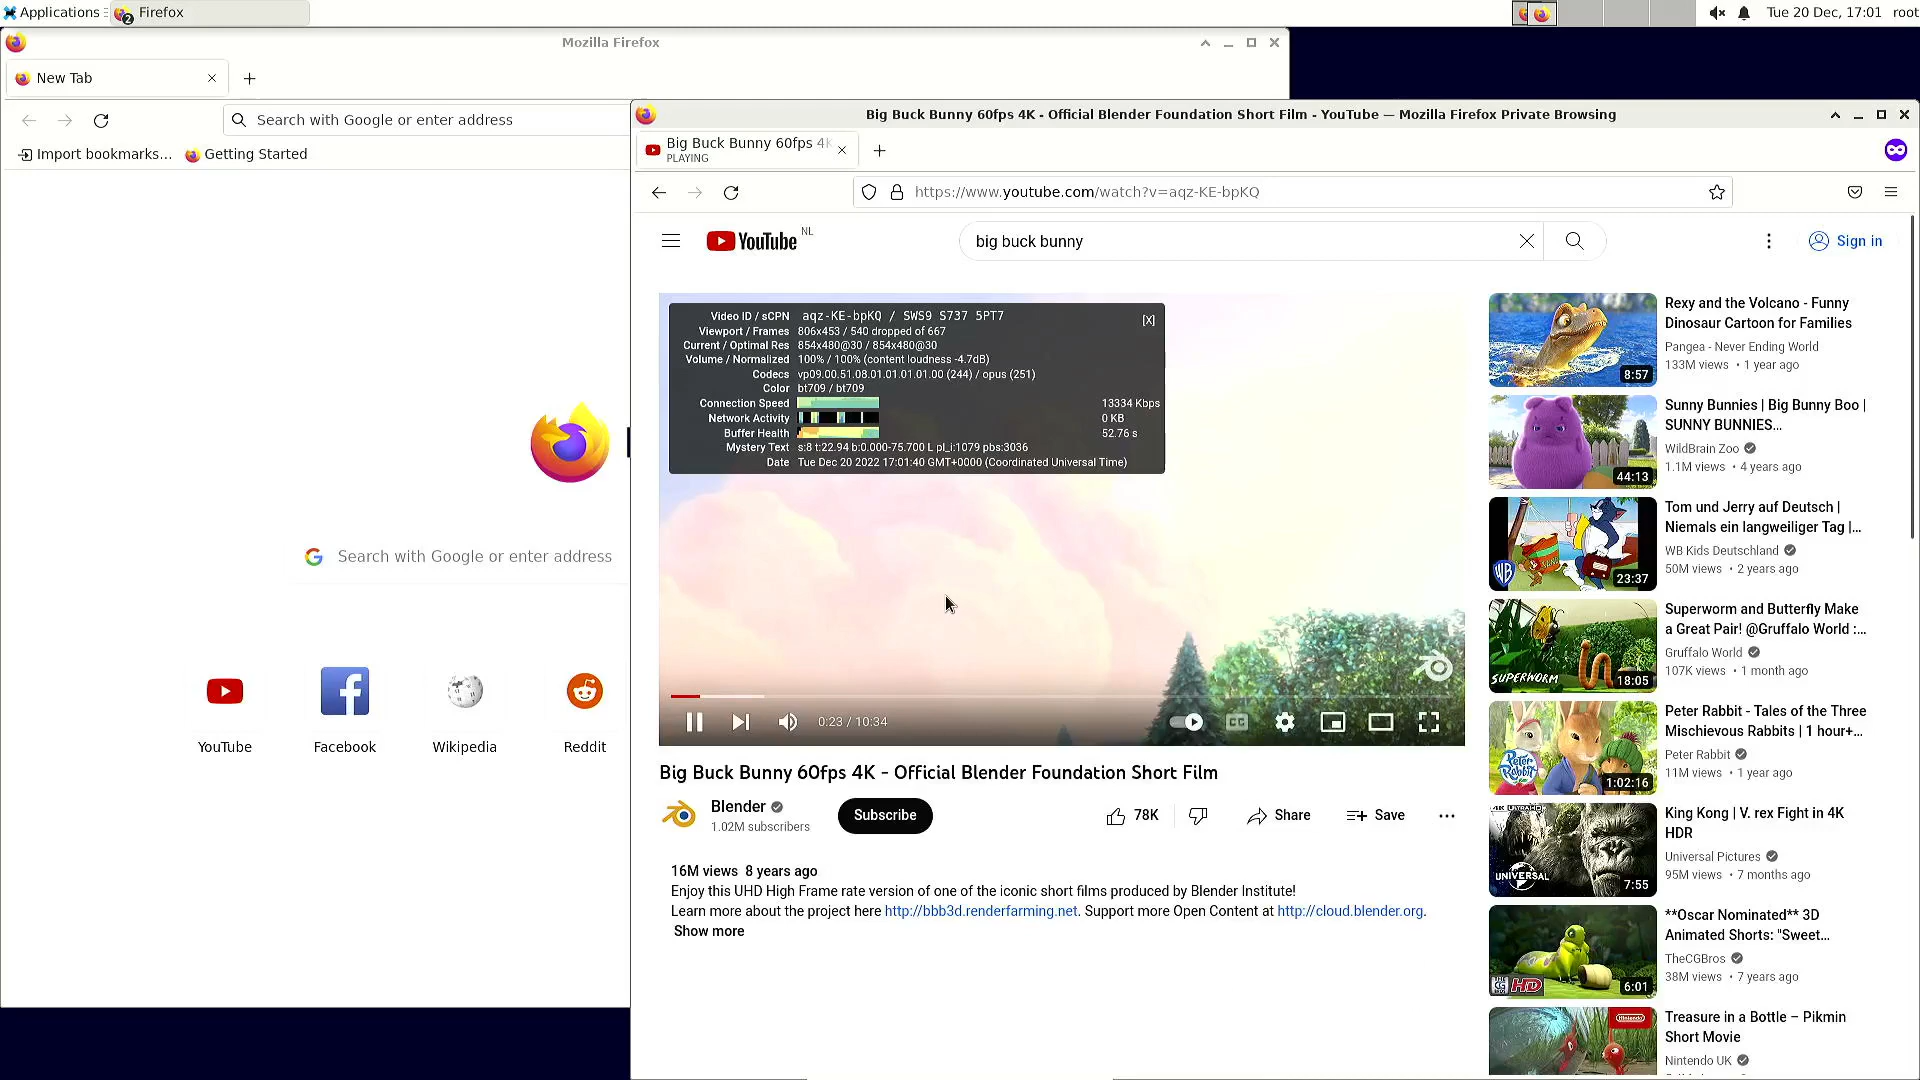 Applications
Firefox
2
Tue 20 Dec, 17:01
root
Mozilla Firefox
New Tab
Search with Google or enter address
Import bookmarks...
Getting Started
Search with Google or enter address
YouTube
Facebook
Wikipedia
Reddit
Big Buck Bunny 60fps 4K - Official Blender Foundation Short Film - YouTube — Mozilla Firefox Private Browsing
Big Buck Bunny 60fps 4K
PLAYING
https://www.youtube.com/watch?v=aqz-KE-bpKQ
YouTube NL
big buck bunny
Sign in
Video ID / sCPN aqz-KE-bpKQ / SWS9 S737 5PT7
[X]
Viewport / Frames 806x453 / 540 dropped of 667
Current / Optimal Res 854x480@30 / 854x480@30
Volume / Normalized 100% / 100% (content loudness -4.7dB)
Codecs vp09.00.51.08.01.01.01.01.00 (244) / opus (251)
Color bt709 / bt709
Connection Speed 13334 Kbps
Network Activity 0 KB
Buffer Health 52.76 s
Mystery Text s:8 t:22.94 b:0.000-75.700 L pl_i:1079 pbs:3036
Date Tue Dec 20 2022 17:01:40 GMT+0000 (Coordinated Universal Time)
0:23 / 10:34
CC
Big Buck Bunny 60fps 4K - Official Blender Foundation Short Film
Blender
1.02M subscribers
Subscribe
78K
Share
Save
16M views 8 years ago
Enjoy this UHD High Frame rate version of one of the iconic short films produced by Blender Institute!
Learn more about the project here http://bbb3d.renderfarming.net. Support more Open Content at http://cloud.blender.org.
Show more
8:57
Rexy and the Volcano - Funny
Dinosaur Cartoon for Families
Pangea - Never Ending World
133M views • 1 year ago
44:13
Sunny Bunnies | Big Bunny Boo |
SUNNY BUNNIES...
WildBrain Zoo
1.1M views • 4 years ago
WB
23:37
Tom und Jerry auf Deutsch |
Niemals ein langweiliger Tag |...
WB Kids Deutschland
50M views • 2 years ago
SUPERWORM
18:05
Superworm and Butterfly Make
a Great Pair! @Gruffalo World :...
Gruffalo World
107K views • 1 month ago
Peter
Rabbit
1:02:16
Peter Rabbit - Tales of the Three
Mischievous Rabbits | 1 hour+...
Peter Rabbit
11M views • 1 year ago
4K ULTRAHD
UNIVERSAL
7:55
King Kong | V. rex Fight in 4K
HDR
Universal Pictures
95M views • 7 months ago
THE CG BROS
HD
6:01
**Oscar Nominated** 3D
Animated Shorts: "Sweet...
TheCGBros
38M views • 7 years ago
Nintendo
Treasure in a Bottle – Pikmin
Short Movie
Nintendo UK